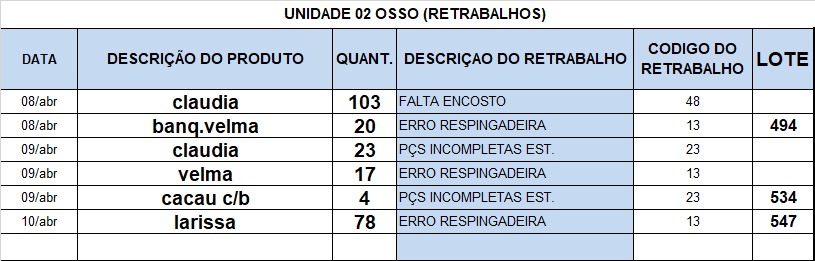 UNIDADE 02 OSSO (RETRABALHOS)
DATA DESCRIÇÃO DO PRODUTO QUANT. DESCRIÇAO DO RETRABALHO CODIGO DO RETRABALHO LOTE
08/abr claudia 103 FALTA ENCOSTO 48
08/abr banq.velma 20 ERRO RESPINGADEIRA 13 494
09/abr claudia 23 PÇS INCOMPLETAS EST. 23
09/abr velma 17 ERRO RESPINGADEIRA 13
09/abr cacau c/b 4 PÇS INCOMPLETAS EST. 23 534
10/abr larissa 78 ERRO RESPINGADEIRA 13 547